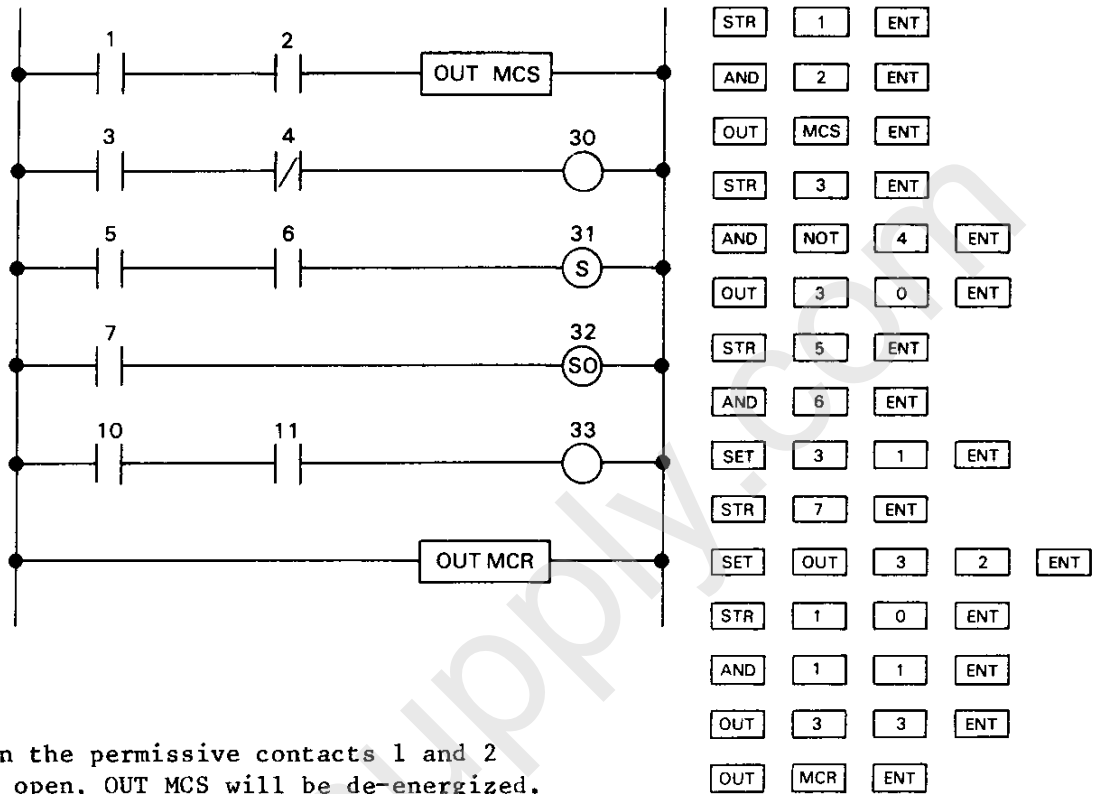 1 2
OUT MCS
3 4 30
5 6 31
S
7 32
SO
10 11 33
OUT MCR
n the permissive contacts 1 and 2
open, OUT MCS will be de-energized.
STR 1 ENT
AND 2 ENT
OUT MCS ENT
STR 3 ENT
AND NOT 4 ENT
OUT 3 0 ENT
STR 5 ENT
AND 6 ENT
SET 3 1 ENT
STR 7 ENT
SET OUT 3 2 ENT
STR 1 0 ENT
AND 1 1 ENT
OUT 3 3 ENT
OUT MCR ENT
upply.com